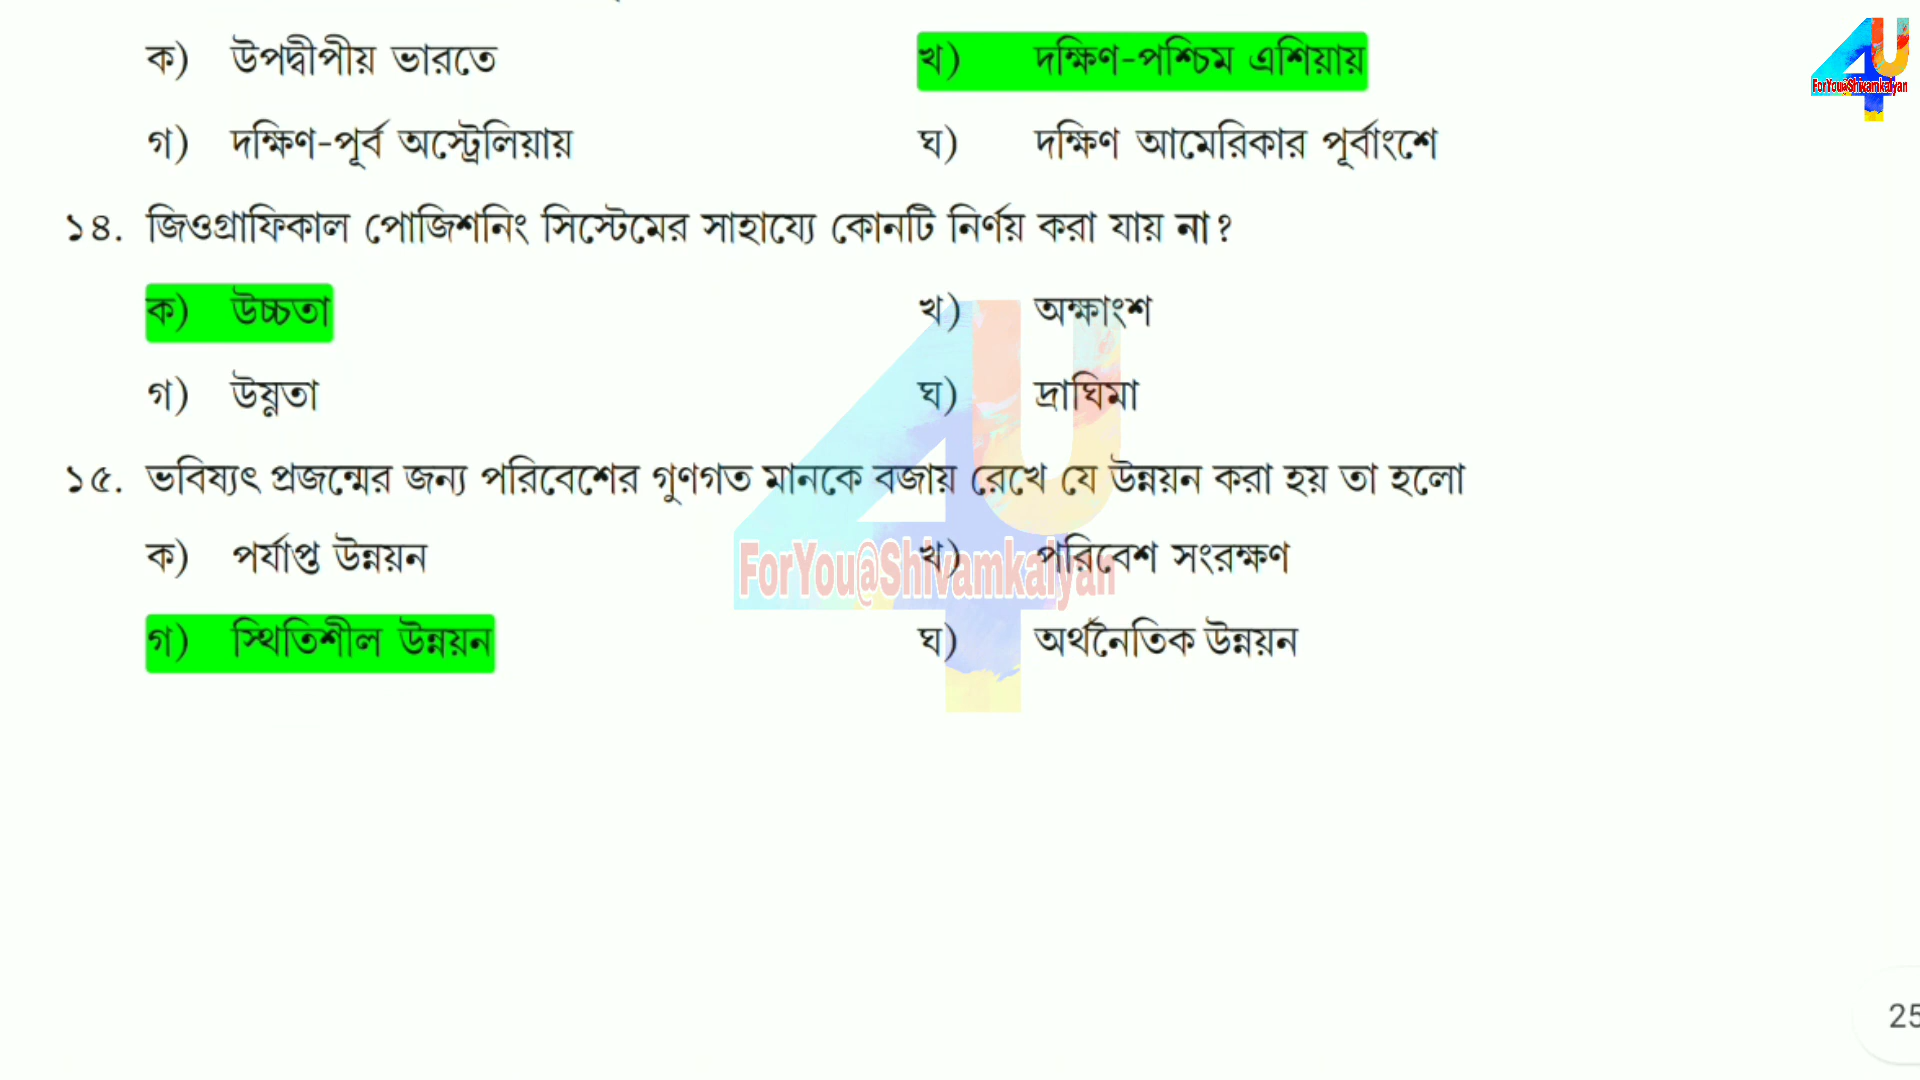 ক) উপদ্বীপীয় ভারতে খ) দক্ষিণ-পশ্চিম এশিয়ায়
গ) দক্ষিণ-পূর্ব অস্ট্রেলিয়ায় ঘ) দক্ষিণ আমেরিকার পূর্বাংশে
১৪. জিওগ্রাফিকাল পোজিশনিং সিস্টেমের সাহায্যে কোনটি নির্ণয় করা যায় না?
ক) উচ্চতা খ) অক্ষাংশ
গ) উষ্ণতা ঘ) দ্রাঘিমা
১৫. ভবিষ্যৎ প্রজন্মের জন্য পরিবেশের গুণগত মানকে বজায় রেখে যে উন্নয়ন করা হয় তা হলো
ক) পর্যাপ্ত উন্নয়ন খ) পরিবেশ সংরক্ষণ
গ) স্থিতিশীল উন্নয়ন ঘ) অর্থনৈতিক উন্নয়ন
4U
ForYou@Shivamkalyan
4U
ForYou@Shivamkalyan
25